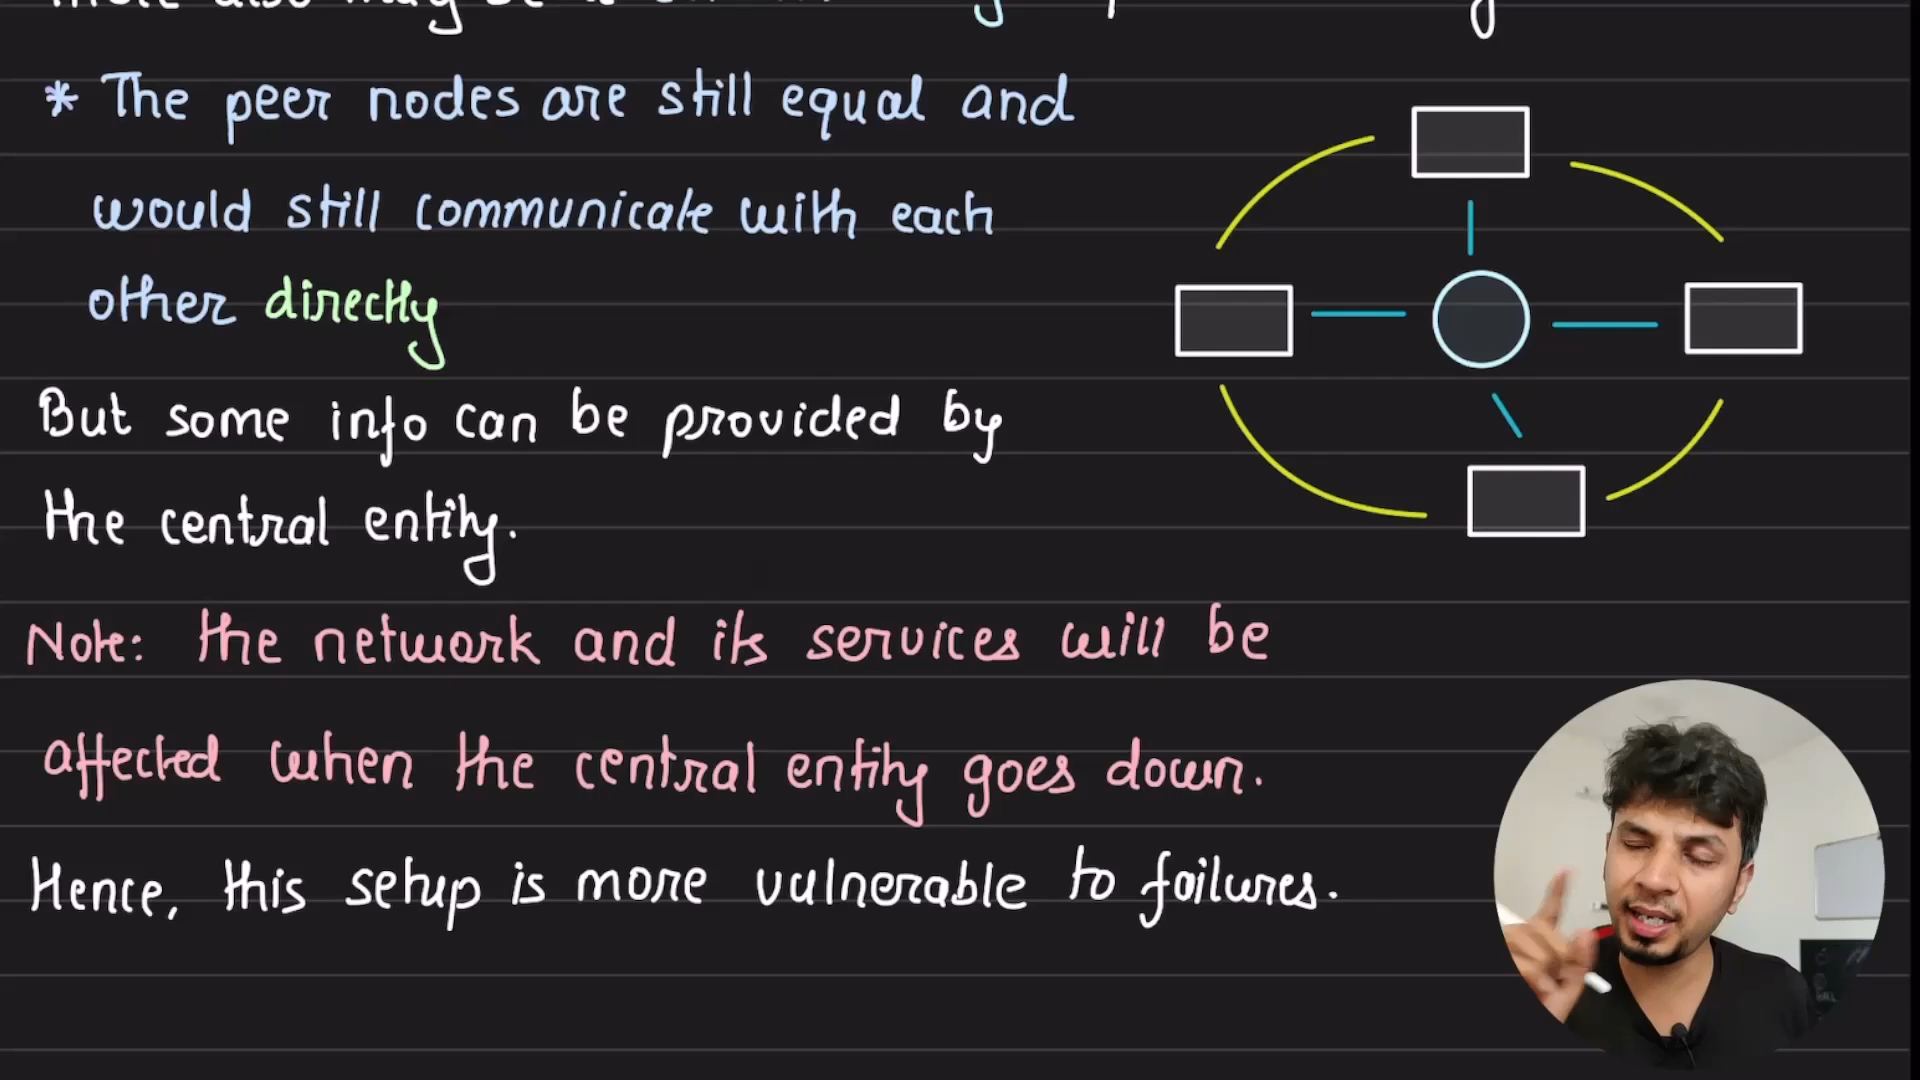 * The peer nodes are still equal and
would still communicate with each
other directly
But some info can be provided by
the central entity.
Note: the network and its services will be
affected when the central entity goes down.
Hence, this setup is more vulnerable to failures.